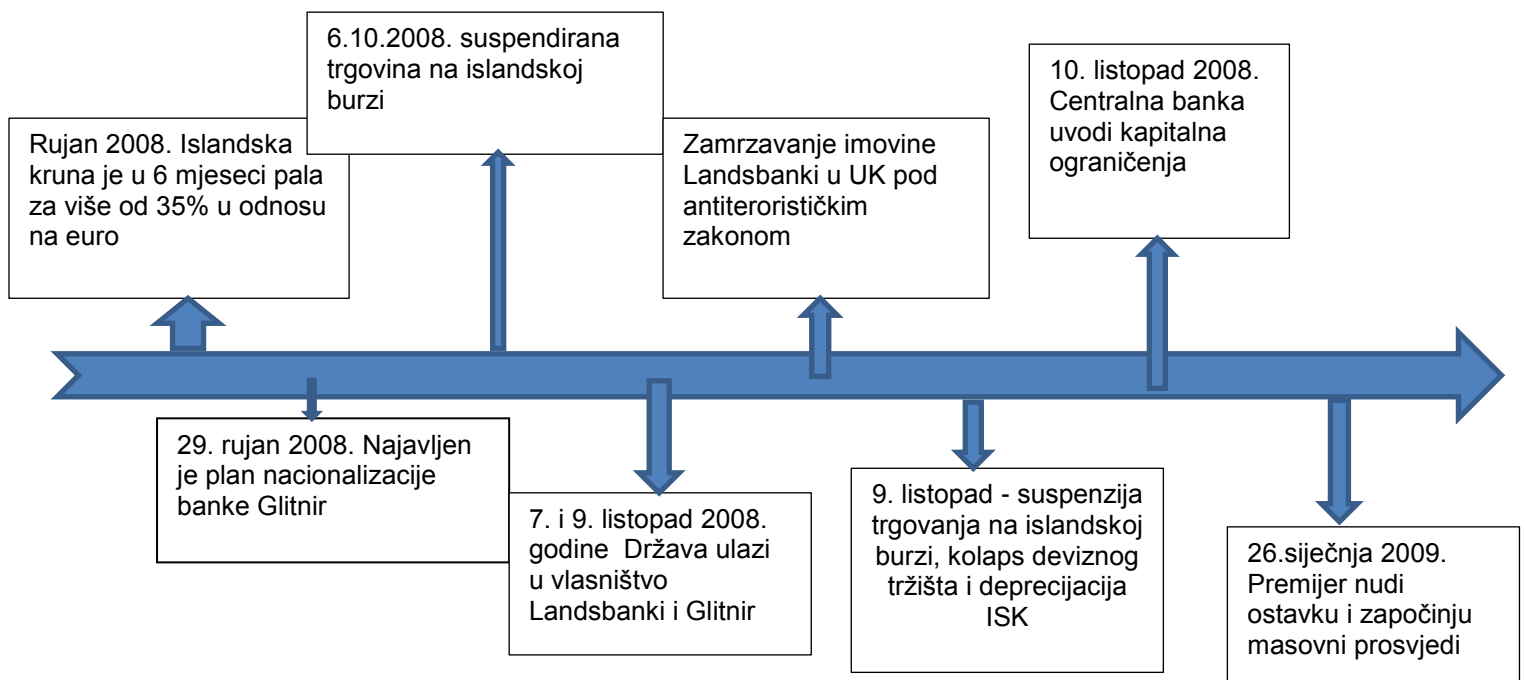 6.10.2008. suspendirana
trgovina na islandskoj
burzi
10. listopad 2008.
Centralna banka
uvodi kapitalna
ograničenja
Rujan 2008. Islandska
kruna je u 6 mjeseci pala
za više od 35% u odnosu
na euro
Zamrzavanje imovine
Landsbanki u UK pod
antiterorističkim
zakonom
29. rujan 2008. Najavljen
je plan nacionalizacije
banke Glitnir
7. i 9. listopad 2008.
godine Država ulazi
u vlasništvo
Landsbanki i Glitnir
9. listopad - suspenzija
trgovanja na islandskoj
burzi, kolaps deviznog
tržišta i deprecijacija
ISK
26.siječnja 2009.
Premijer nudi
ostavku i započinju
masovni prosvjedi